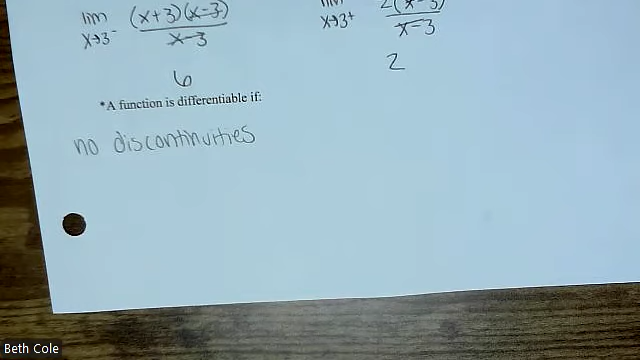 lim (x+3)(x-3) lim 2(x-3)
x→3⁻ x-3 x→3⁺ x-3
6 2
*A function is differentiable if:
no discontinuities
Beth Cole